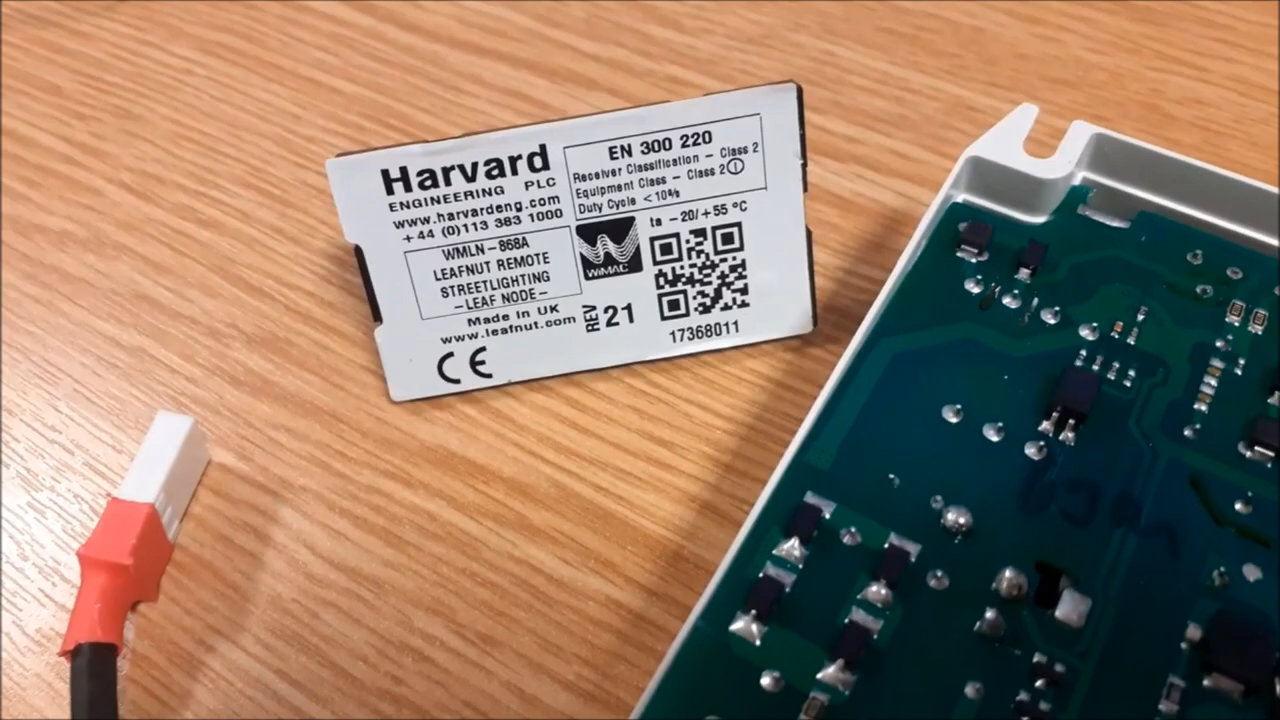 Harvard
ENGINEERING PLC
www.harvardeng.com
+44 (0)113 383 1000
WMLN-868A
LEAFNUT REMOTE
STREETLIGHTING
-LEAF NODE-
Made in UK
www.leafnut.com
CE
EN 300 220
Receiver Classification - Class 2
Equipment Class - Class 2
Duty Cycle <10%
ta -20/+55 °C
WiMAC
REV 21
17368011